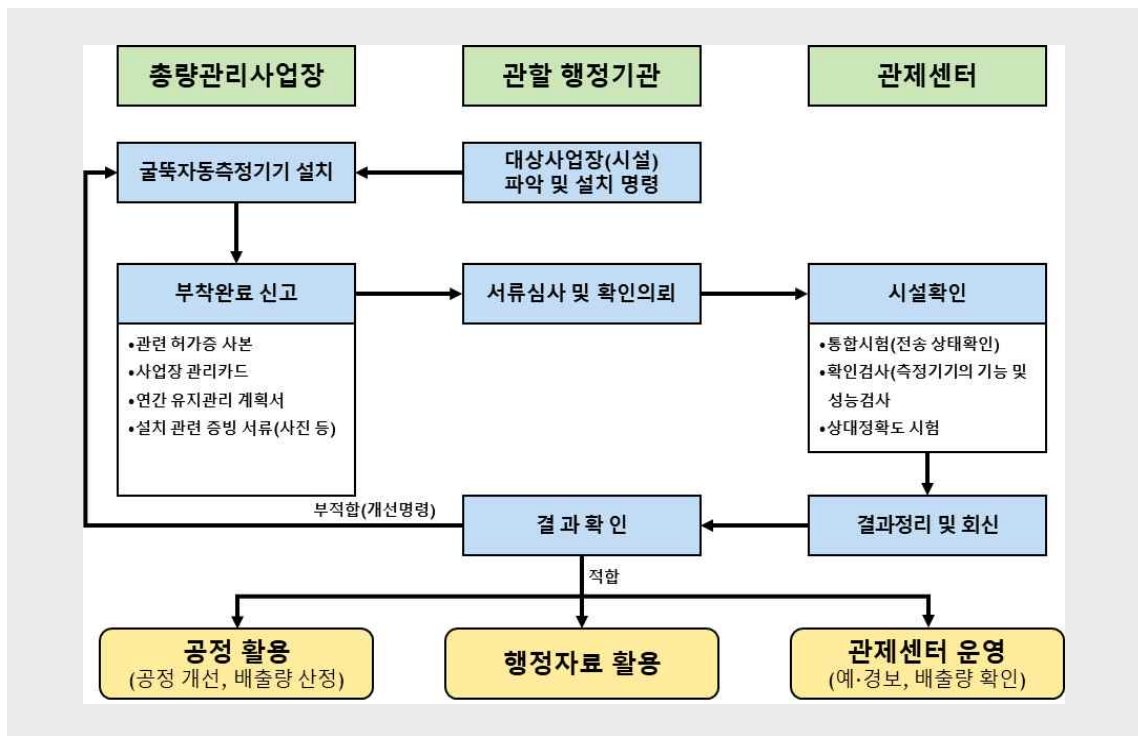 총량관리사업장
관할 행정기관
관제센터
굴뚝자동측정기기 설치
대상사업장(시설)
파악 및 설치 명령
부착완료 신고
•관련 허가증 사본
•사업장 관리카드
•연간 유지관리 계획서
•설치 관련 증빙 서류(사진 등)
서류심사 및 확인의뢰
시설확인
•통합시험(전송 상태확인)
•확인검사(측정기기의 기능 및
성능검사
•상대정확도 시험
부적합(개선명령)
결 과 확 인
결과정리 및 회신
적합
공정 활용
(공정 개선, 배출량 산정)
행정자료 활용
관제센터 운영
(예·경보, 배출량 확인)